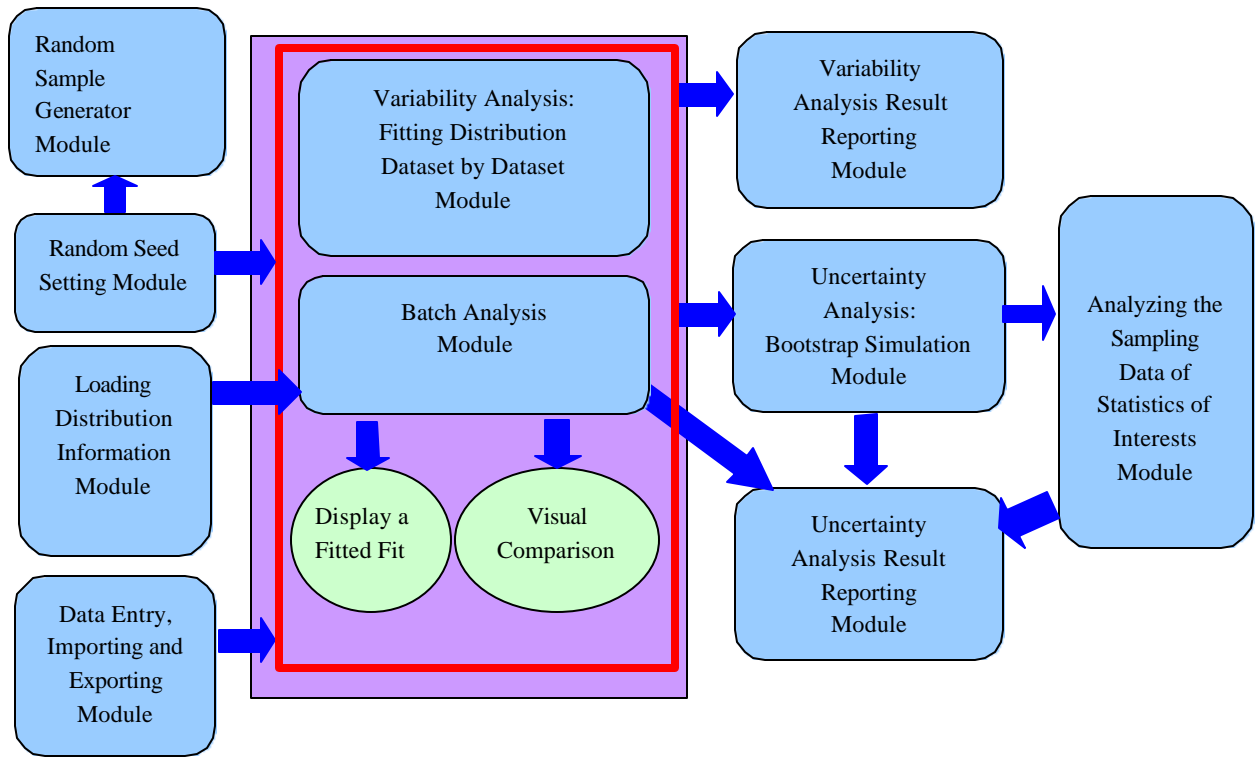 Random
Sample
Generator
Module
Random Seed
Setting Module
Loading
Distribution
Information
Module
Data Entry,
Importing and
Exporting
Module
Variability Analysis:
Fitting Distribution
Dataset by Dataset
Module
Batch Analysis
Module
Display a
Fitted Fit
Visual
Comparison
Variability
Analysis Result
Reporting
Module
Uncertainty
Analysis:
Bootstrap Simulation
Module
Uncertainty
Analysis Result
Reporting
Module
Analyzing the
Sampling
Data of
Statistics of
Interests
Module